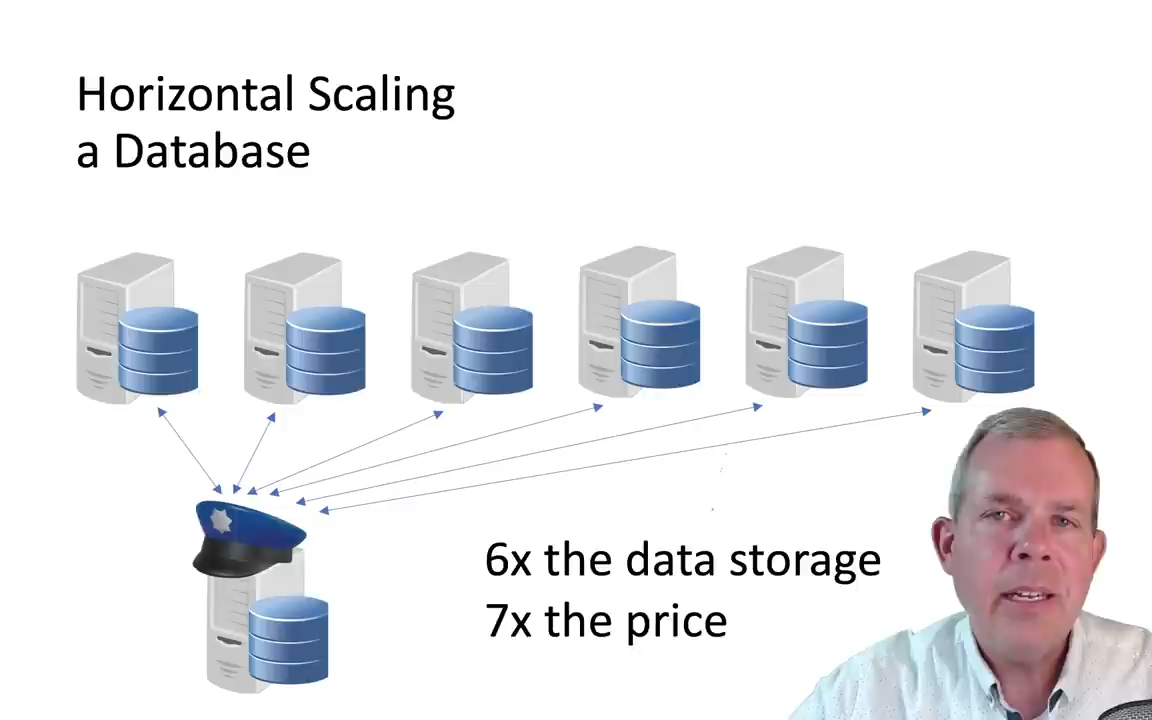 Horizontal Scaling
a Database
6x the data storage
7x the price